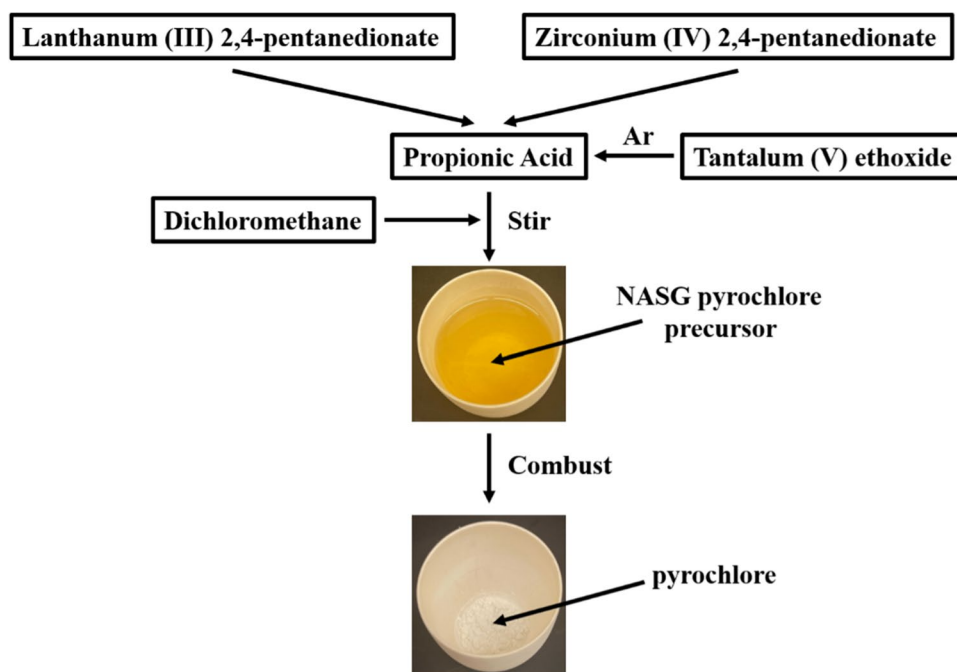 Lanthanum (III) 2,4-pentanedionate
Zirconium (IV) 2,4-pentanedionate
Propionic Acid
Ar
Tantalum (V) ethoxide
Dichloromethane
Stir
NASG pyrochlore
precursor
Combust
pyrochlore